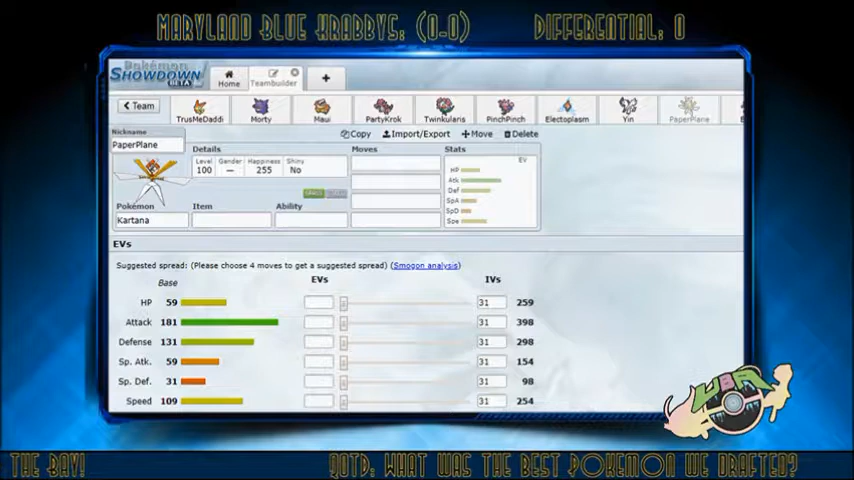 MARYLAND BLUE KRABBYS: (0-0) DIFFERENTIAL: 0
Pokémon
SHOWDOWN
BETA
Home
Teambuilder
+
< Team
TrusMeDaddi Morty Maui PartyKrok Twinkularis PinchPinch Electoplasm Yin PaperPlane
Copy Import/Export Move Delete
Nickname
PaperPlane
Details Moves Stats
Level Gender Happiness Shiny
100 — 255 No
EV
HP
Atk
Def
SpA
SpD
Spe
Pokémon Item Ability
Kartana
EVs
Suggested spread: (Please choose 4 moves to get a suggested spread) (Smogon analysis)
Base EVs IVs
HP 59 31 259
Attack 181 31 398
Defense 131 31 298
Sp. Atk. 59 31 154
Sp. Def. 31 31 98
Speed 109 31 254
UBA
THE BAY! QOTD: WHAT WAS THE BEST POKEMON WE DRAFTED?